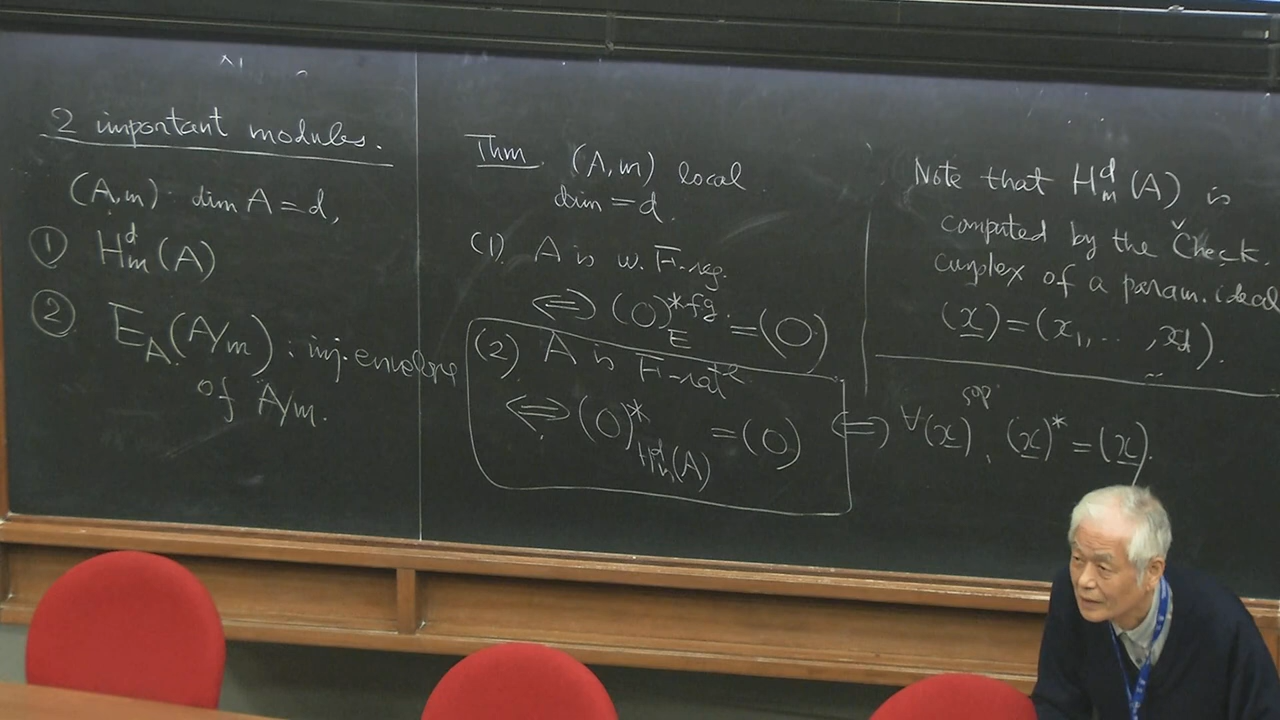 2 important modules.
(A,m) dim A = d,
① H^d_m(A)
② E_A(A/m) : inj. envelope
of A/m.
Thm. (A,m) local
dim = d.
(1) A is w. F-reg.
⟺ (0)^{*fg.}_E = (0)
(2) A is F-rat^{l}
⟺ (0)^*_{H^d_m(A)} = (0)
⟺ ∀(x) sop, (x)^* = (x).
Note that H^d_m(A) is
computed by the Čheck.
complex of a param. ideal
(x) = (x_1, ..., x_d).